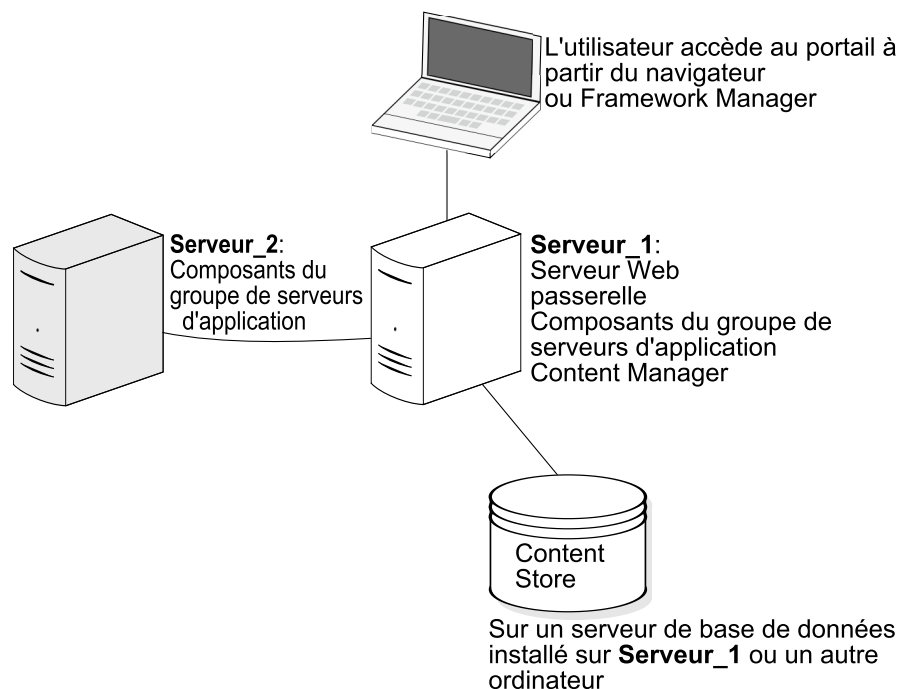 L'utilisateur accède au portail à
partir du navigateur
ou Framework Manager
Serveur_2:
Composants du
groupe de serveurs
d'application
Serveur_1:
Serveur Web
passerelle
Composants du groupe de
serveurs d'application
Content Manager
Content
Store
Sur un serveur de base de données
installé sur Serveur_1 ou un autre
ordinateur